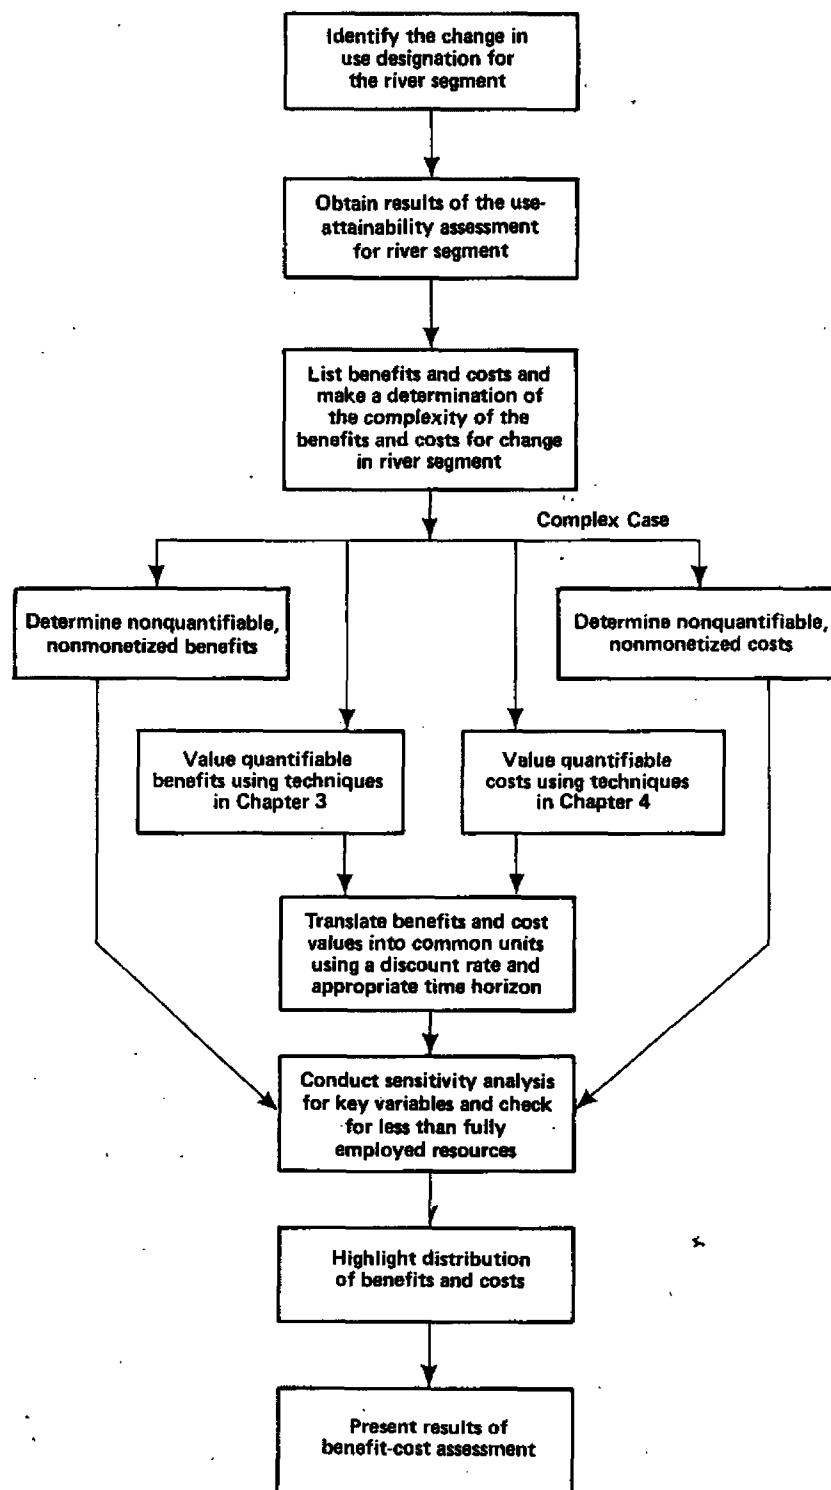 Identify the change in
use designation for
the river segment
Obtain results of the use-
attainability assessment
for river segment
List benefits and costs and
make a determination of
the complexity of the
benefits and costs for change
in river segment
Complex Case
Determine nonquantifiable,
nonmonetized benefits
Determine nonquantifiable,
nonmonetized costs
Value quantifiable
benefits using techniques
in Chapter 3
Value quantifiable
costs using techniques
in Chapter 4
Translate benefits and cost
values into common units
using a discount rate and
appropriate time horizon
Conduct sensitivity analysis
for key variables and check
for less than fully
employed resources
Highlight distribution
of benefits and costs
Present results of
benefit-cost assessment